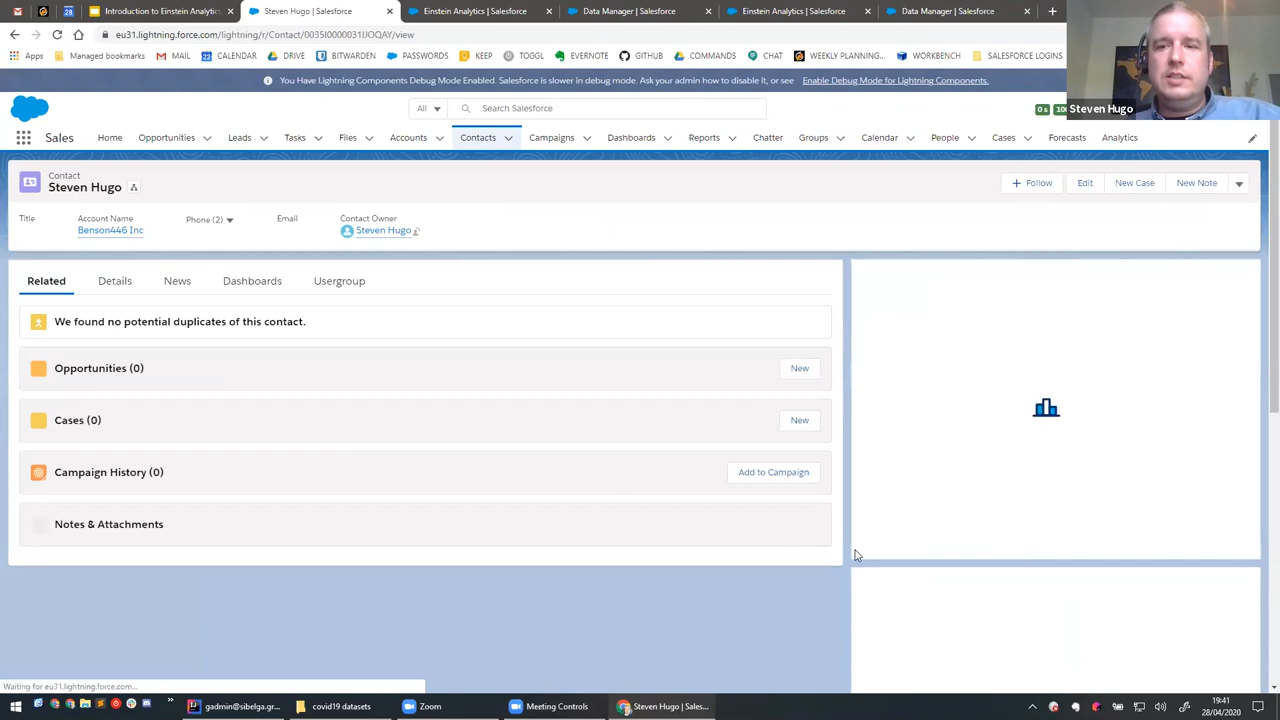 Introduction to Einstein Analytics
Steven Hugo | Salesforce
Einstein Analytics | Salesforce
Data Manager | Salesforce
Einstein Analytics | Salesforce
Data Manager | Salesforce
eu31.lightning.force.com/lightning/r/Contact/0035I0000031JOQAY/view
Apps
Managed bookmarks
MAIL
CALENDAR
DRIVE
BITWARDEN
PASSWORDS
KEEP
TOGGL
EVERNOTE
GITHUB
COMMANDS
CHAT
WEEKLY PLANNING...
WORKBENCH
SALESFORCE LOGINS
Steven Hugo
You Have Lightning Components Debug Mode Enabled. Salesforce is slower in debug mode. Ask your admin how to disable it, or see Enable Debug Mode for Lightning Components.
All
Search Salesforce
0 s
Sales
Home
Opportunities
Leads
Tasks
Files
Accounts
Contacts
Campaigns
Dashboards
Reports
Chatter
Groups
Calendar
People
Cases
Forecasts
Analytics
Contact
Steven Hugo
Follow
Edit
New Case
New Note
Title
Account Name
Phone (2)
Email
Contact Owner
Benson446 Inc
Steven Hugo
Related
Details
News
Dashboards
Usergroup
We found no potential duplicates of this contact.
Opportunities (0)
New
Cases (0)
New
Campaign History (0)
Add to Campaign
Notes & Attachments
Waiting for eu31.lightning.force.com...
gadmin@sibelga.gr...
covid19 datasets
Zoom
Meeting Controls
Steven Hugo | Sales...
19:41
28/04/2020